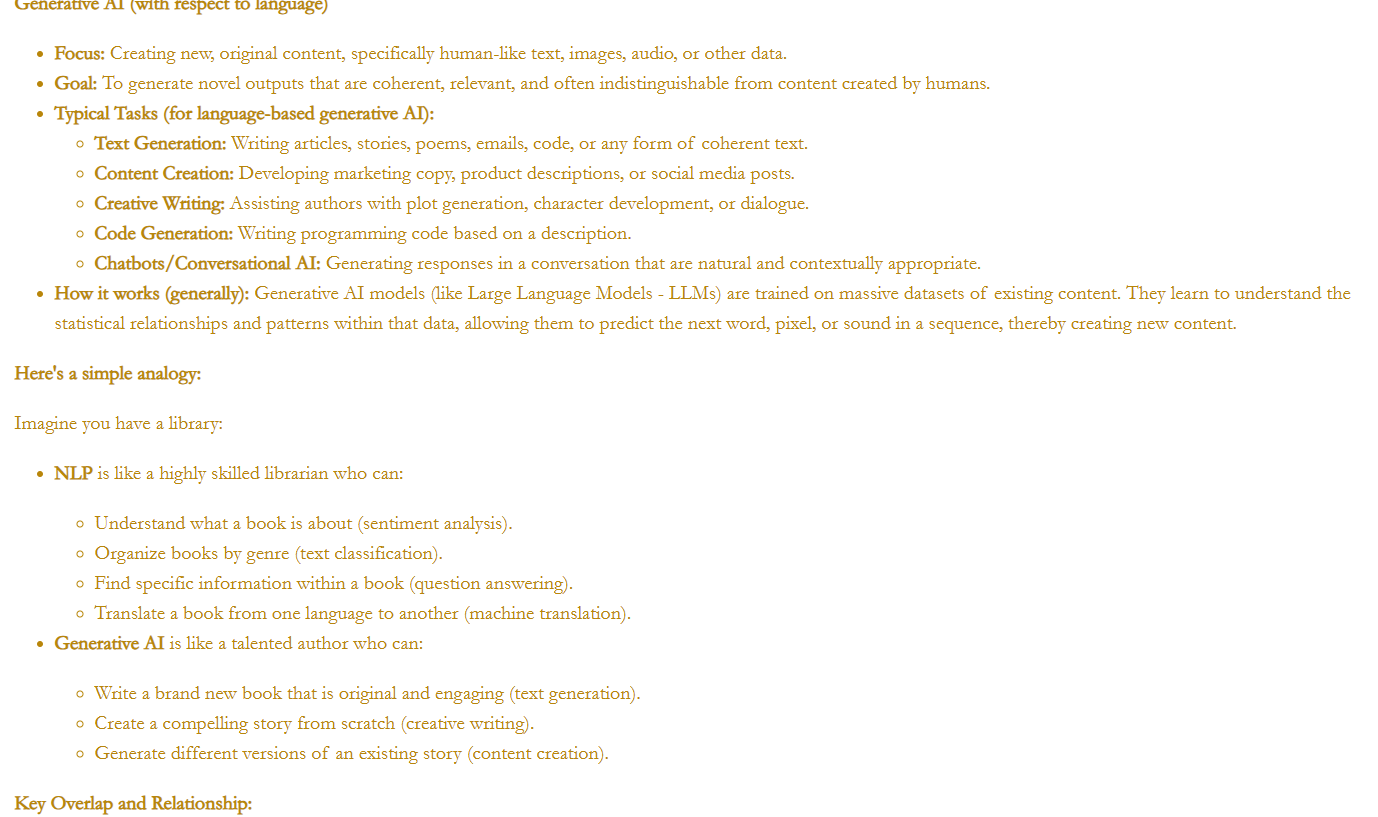 Generative AI (with respect to language)
• Focus: Creating new, original content, specifically human-like text, images, audio, or other data.
• Goal: To generate novel outputs that are coherent, relevant, and often indistinguishable from content created by humans.
• Typical Tasks (for language-based generative AI):
◦ Text Generation: Writing articles, stories, poems, emails, code, or any form of coherent text.
◦ Content Creation: Developing marketing copy, product descriptions, or social media posts.
◦ Creative Writing: Assisting authors with plot generation, character development, or dialogue.
◦ Code Generation: Writing programming code based on a description.
◦ Chatbots/Conversational AI: Generating responses in a conversation that are natural and contextually appropriate.
• How it works (generally): Generative AI models (like Large Language Models - LLMs) are trained on massive datasets of existing content. They learn to understand the
statistical relationships and patterns within that data, allowing them to predict the next word, pixel, or sound in a sequence, thereby creating new content.
Here's a simple analogy:
Imagine you have a library:
• NLP is like a highly skilled librarian who can:
◦ Understand what a book is about (sentiment analysis).
◦ Organize books by genre (text classification).
◦ Find specific information within a book (question answering).
◦ Translate a book from one language to another (machine translation).
• Generative AI is like a talented author who can:
◦ Write a brand new book that is original and engaging (text generation).
◦ Create a compelling story from scratch (creative writing).
◦ Generate different versions of an existing story (content creation).
Key Overlap and Relationship: